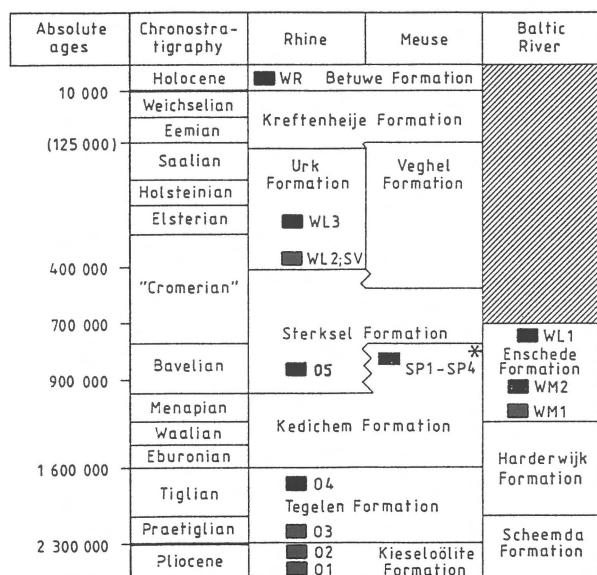 Absolute ages
Chronostra-
tigraphy
Rhine
Meuse
Baltic River
Holocene
WR Betuwe Formation
10 000
Weichselian
Kreftenheije Formation
Eemian
(125 000)
Saalian
Urk Formation
Veghel Formation
Holsteinian
Elsterian
WL3
WL2;SV
400 000
"Cromerian"
700 000
Sterksel Formation
WL1
Enschede Formation
Bavelian
05
SP1-SP4*
900 000
WM2
WM1
Menapian
Kedichem Formation
Waalian
Eburonian
Harderwijk Formation
1 600 000
Tiglian
04
Tegelen Formation
Praetiglian
03
Scheemda Formation
2 300 000
02
Kieseloölite Formation
Pliocene
01